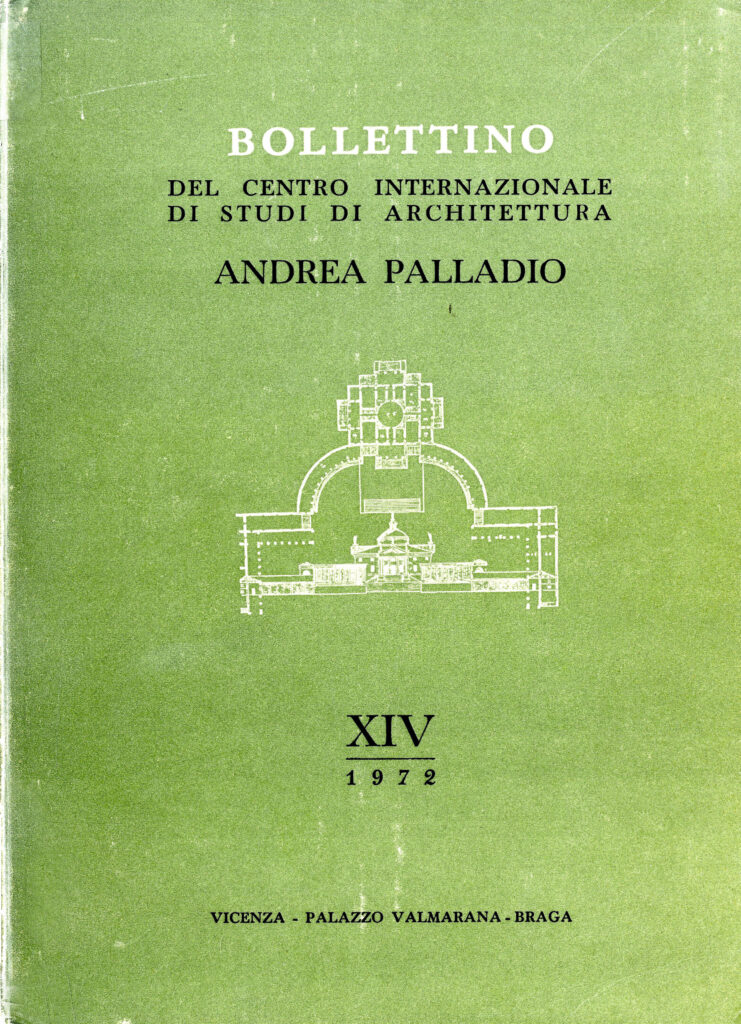 BOLLETTINO
DEL CENTRO INTERNAZIONALE
DI STUDI DI ARCHITETTURA
ANDREA PALLADIO
XIV
1972
VICENZA - PALAZZO VALMARANA - BRAGA